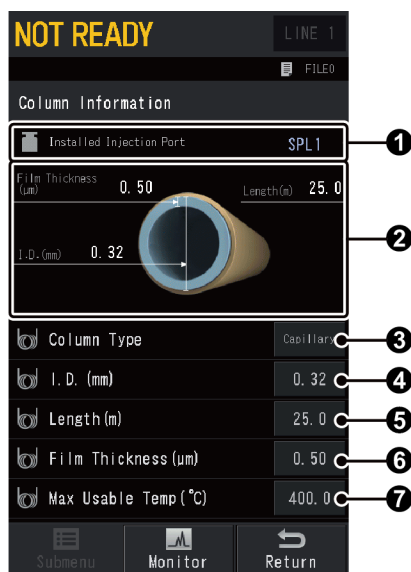 NOT READY LINE 1
FILE0
Column Information
Installed Injection Port SPL1 1
Film Thickness
(μm) 0.50 Length(m) 25.0
2
I.D.(mm) 0.32
Column Type Capillary 3
I.D. (mm) 0.32 4
Length(m) 25.0 5
Film Thickness(μm) 0.50 6
Max Usable Temp(°C) 400.0 7
Submenu Monitor Return